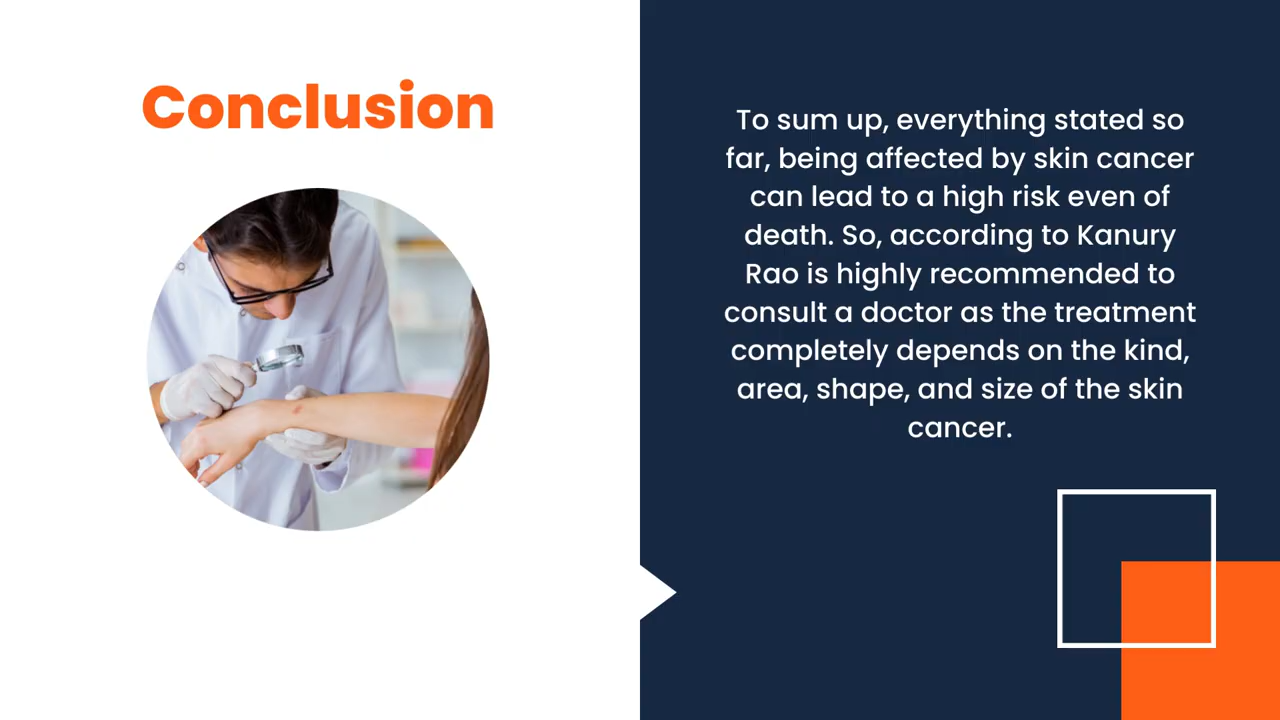 Conclusion
To sum up, everything stated so
far, being affected by skin cancer
can lead to a high risk even of
death. So, according to Kanury
Rao is highly recommended to
consult a doctor as the treatment
completely depends on the kind,
area, shape, and size of the skin
cancer.